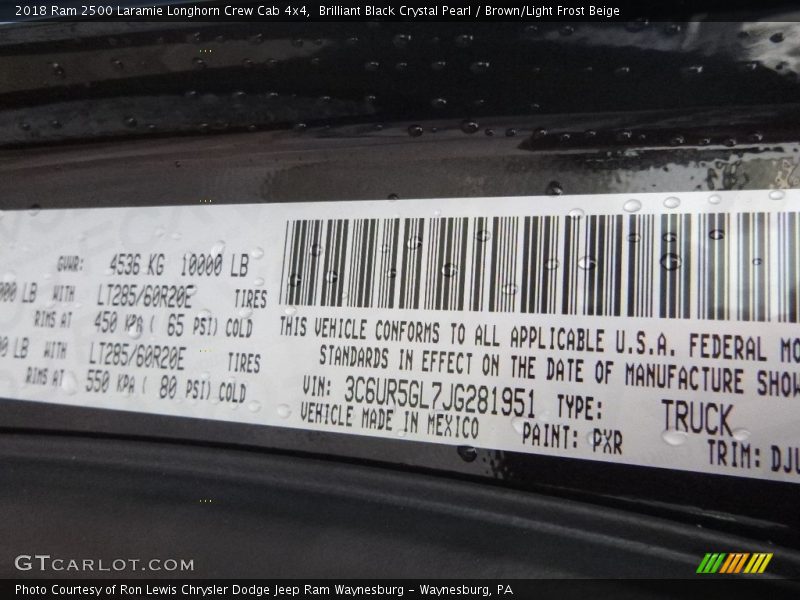 2018 Ram 2500 Laramie Longhorn Crew Cab 4x4,  Brilliant Black Crystal Pearl / Brown/Light Frost Beige
GVWR: 4536 KG 10000 LB
LB WITH LT285/60R20E TIRES
RIMS AT 450 KPA ( 65 PSI) COLD
LB WITH LT285/60R20E TIRES
RIMS AT 550 KPA ( 80 PSI) COLD
THIS VEHICLE CONFORMS TO ALL APPLICABLE U.S.A. FEDERAL MO
STANDARDS IN EFFECT ON THE DATE OF MANUFACTURE SHOW
VIN: 3C6UR5GL7JG281951 TYPE: TRUCK
VEHICLE MADE IN MEXICO PAINT: PXR TRIM: DJU
GTCARLOT.COM
Photo Courtesy of Ron Lewis Chrysler Dodge Jeep Ram Waynesburg – Waynesburg, PA